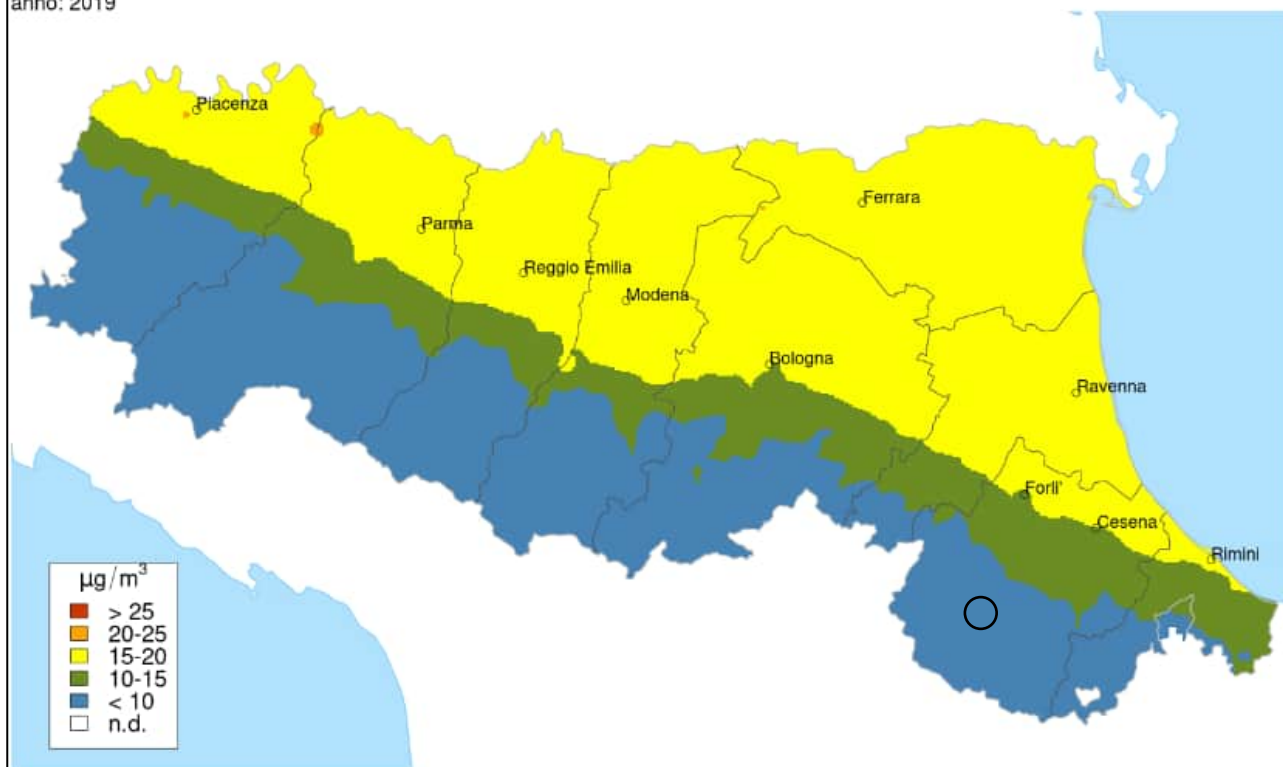 anno: 2019
Piacenza
Parma
Reggio Emilia
Modena
Ferrara
Bologna
Ravenna
Forli'
Cesena
Rimini
µg/m³
> 25
20-25
15-20
10-15
< 10
n.d.